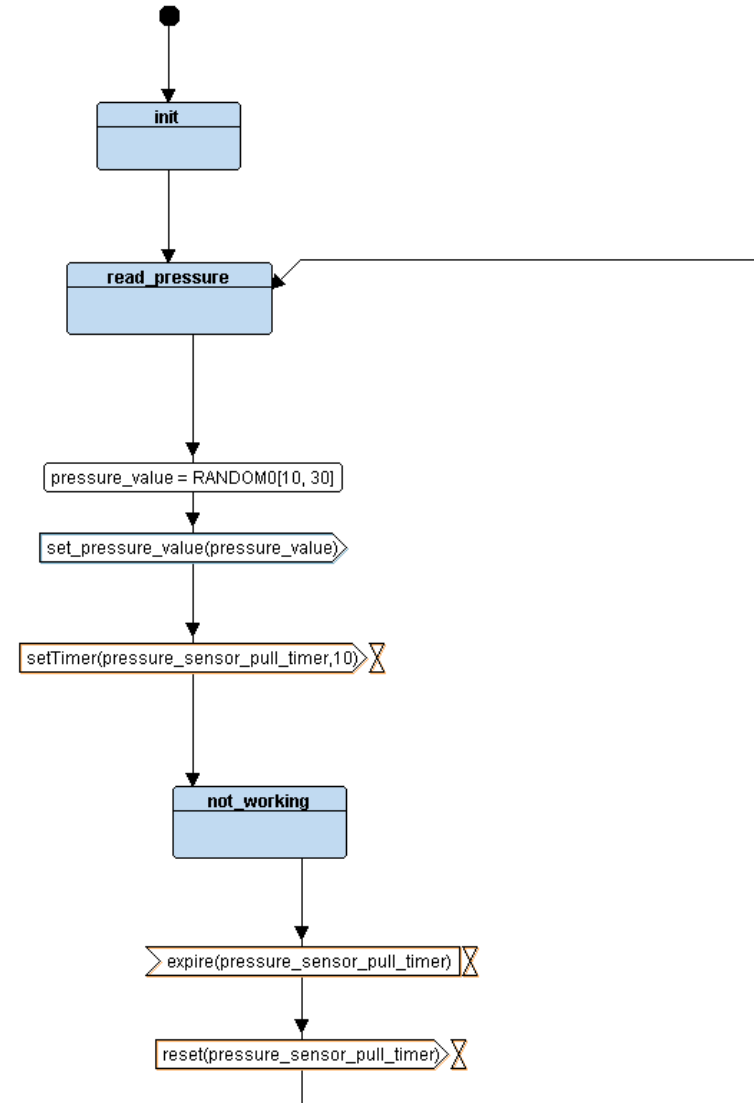 init
read_pressure
pressure_value = RANDOM0[10, 30]
set_pressure_value(pressure_value)
setTimer(pressure_sensor_pull_timer,10)
not_working
expire(pressure_sensor_pull_timer)
reset(pressure_sensor_pull_timer)